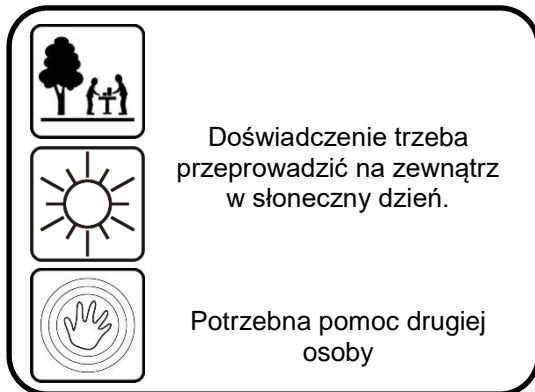 Doświadczenie trzeba
przeprowadzić na zewnątrz
w słoneczny dzień.
Potrzebna pomoc drugiej
osoby